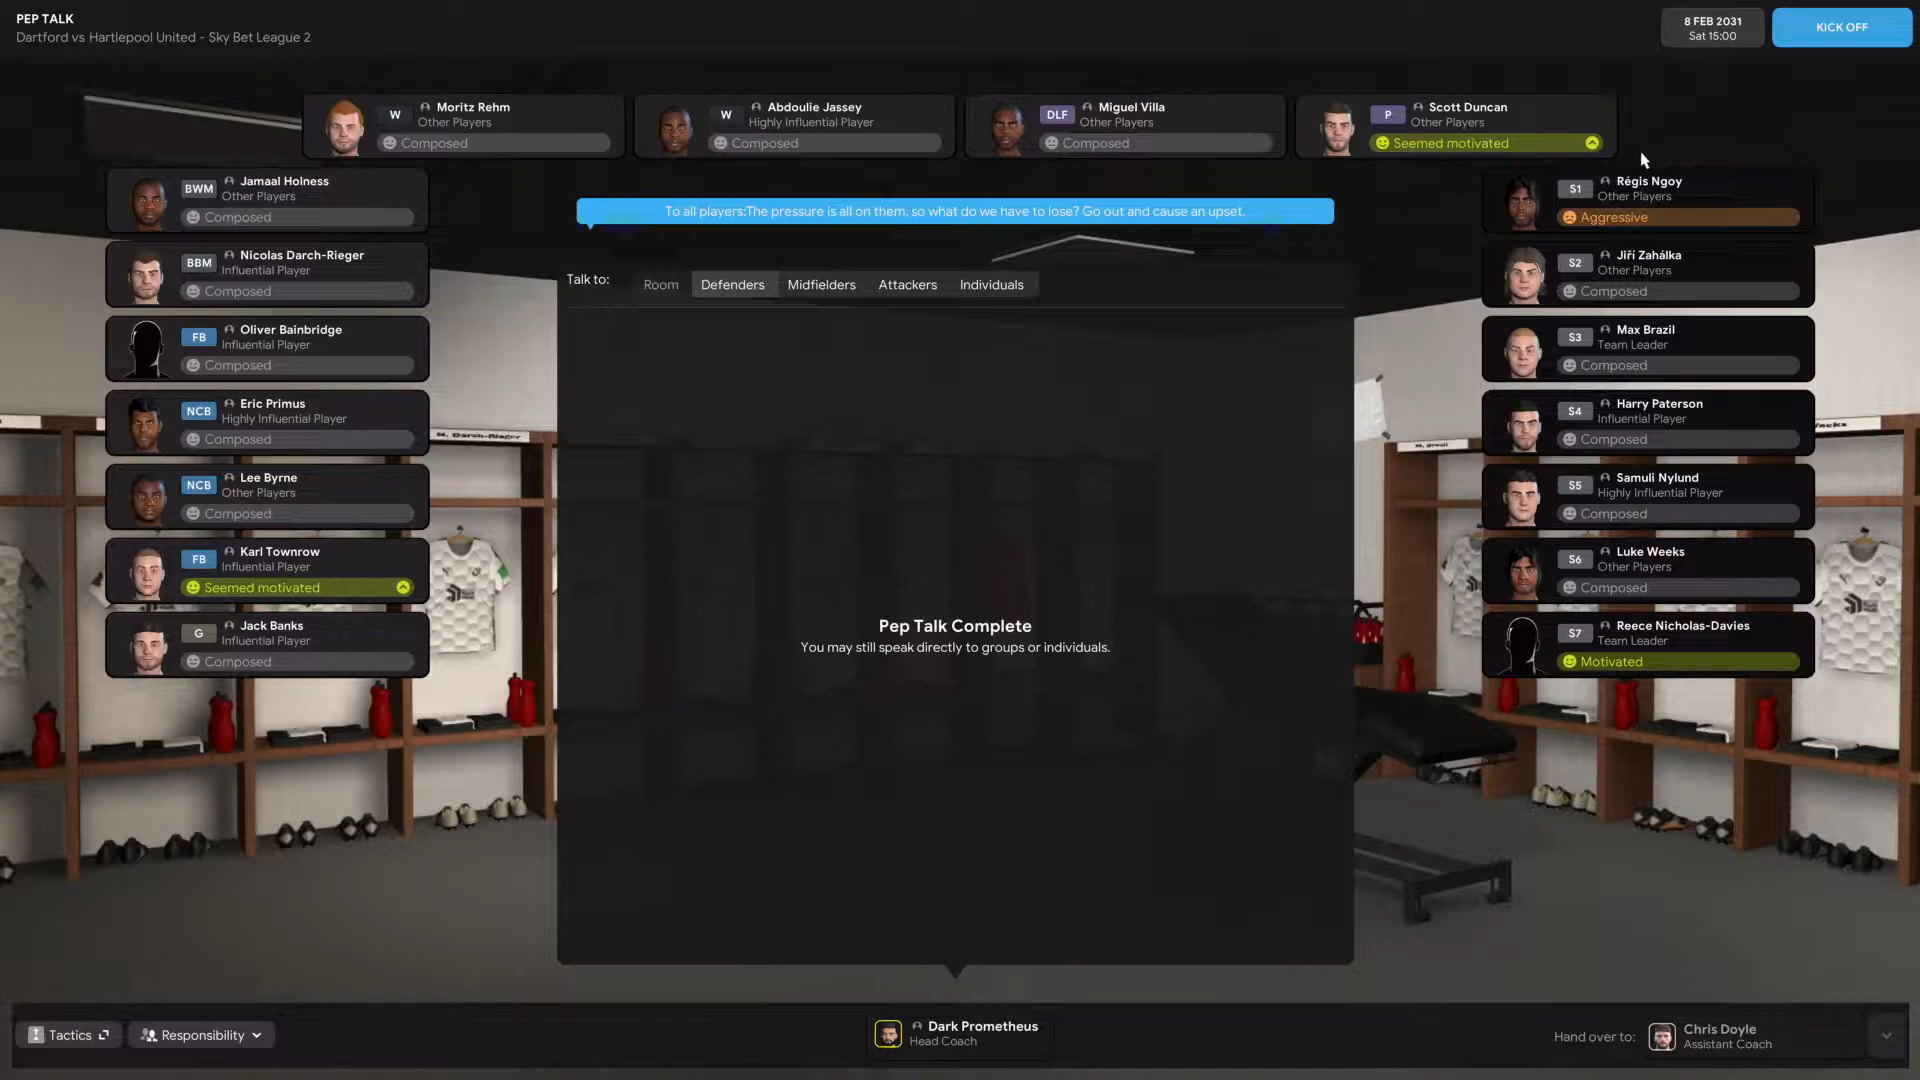 PEP TALK
Dartford vs Hartlepool United - Sky Bet League 2
8 FEB 2031
Sat 15:00
KICK OFF
W
Moritz Rehm
Other Players
Composed
W
Abdoulie Jassey
Highly Influential Player
Composed
DLF
Miguel Villa
Other Players
Composed
P
Scott Duncan
Other Players
Seemed motivated
BWM
Jamaal Holness
Other Players
Composed
BBM
Nicolas Darch-Rieger
Influential Player
Composed
FB
Oliver Bainbridge
Influential Player
Composed
NCB
Eric Primus
Highly Influential Player
Composed
NCB
Lee Byrne
Other Players
Composed
FB
Karl Townrow
Influential Player
Seemed motivated
G
Jack Banks
Influential Player
Composed
To all players:The pressure is all on them, so what do we have to lose? Go out and cause an upset.
Talk to:
Room
Defenders
Midfielders
Attackers
Individuals
Pep Talk Complete
You may still speak directly to groups or individuals.
S1
Régis Ngoy
Other Players
Aggressive
S2
Jiří Zahálka
Other Players
Composed
S3
Max Brazil
Team Leader
Composed
S4
Harry Paterson
Influential Player
Composed
S5
Samuli Nylund
Highly Influential Player
Composed
S6
Luke Weeks
Other Players
Composed
S7
Reece Nicholas-Davies
Team Leader
Motivated
N. Darch-Rieger
M. Brazil
Weeks
Tactics
Responsibility
Dark Prometheus
Head Coach
Hand over to:
Chris Doyle
Assistant Coach